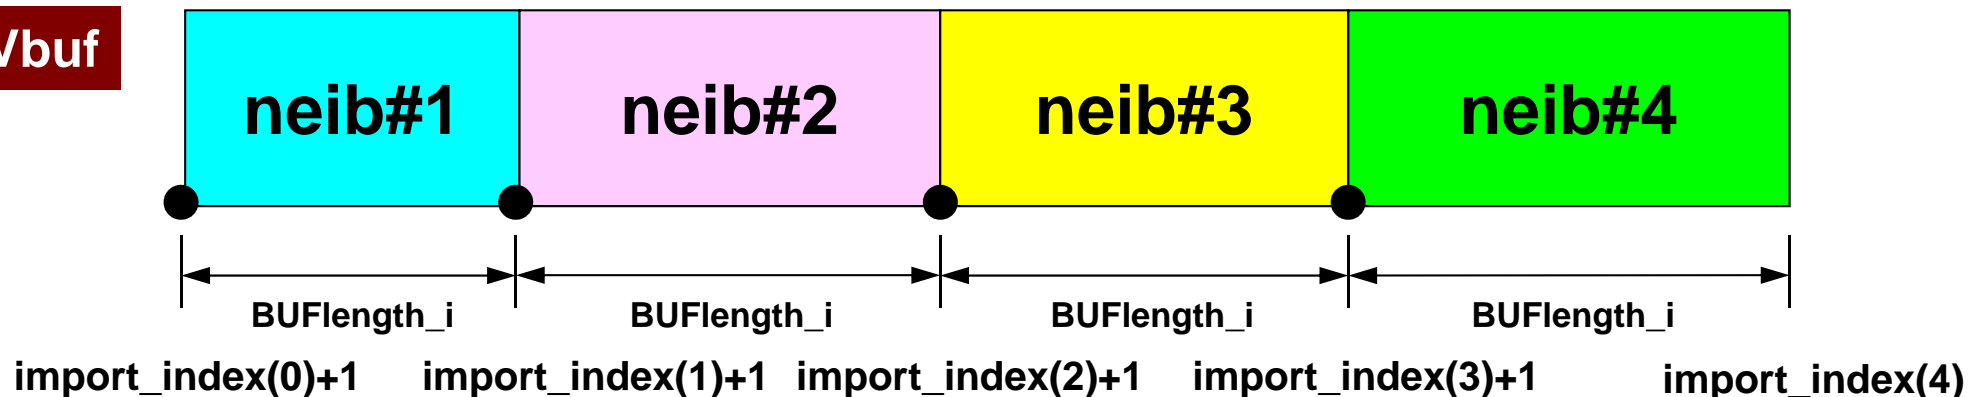 Vbuf
neib#1 neib#2 neib#3 neib#4
BUFlength_i BUFlength_i BUFlength_i BUFlength_i
import_index(0)+1 import_index(1)+1 import_index(2)+1 import_index(3)+1 import_index(4)